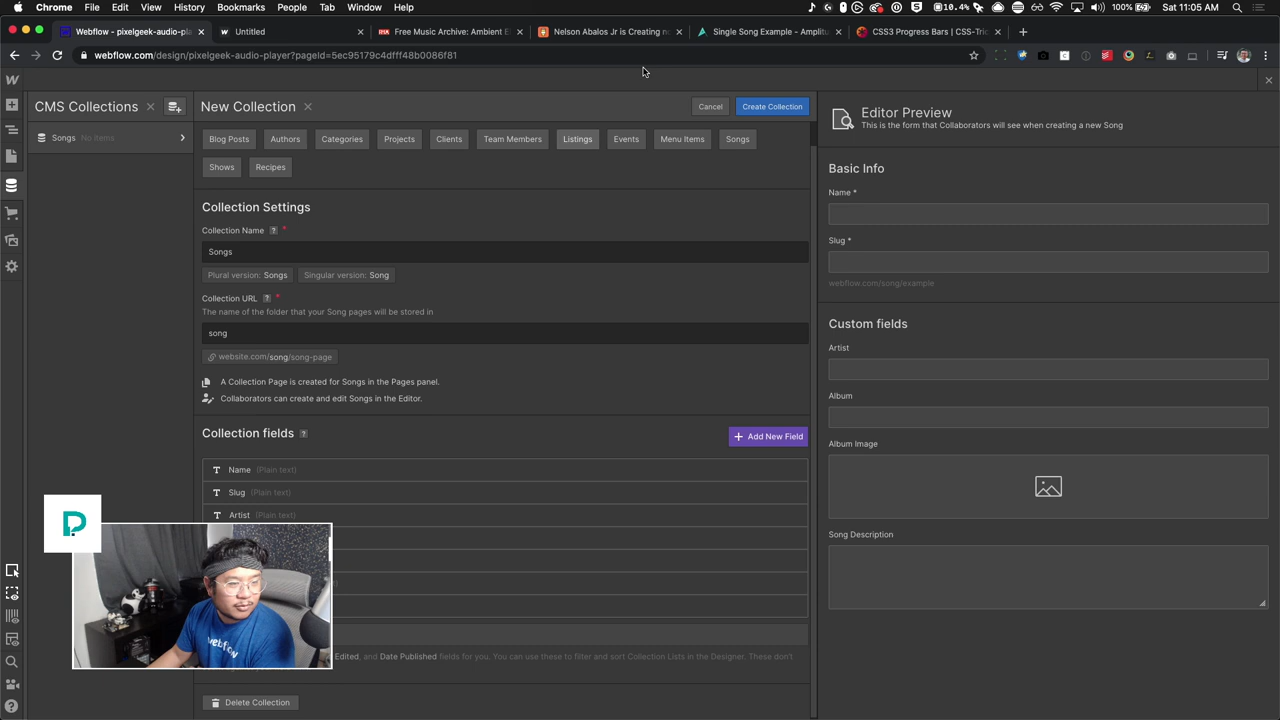 Chrome File Edit View History Bookmarks People Tab Window Help
10.4%
100%
Sat 11:05 AM
Webflow - pixelgeek-audio-pla
Untitled
Free Music Archive: Ambient E
Nelson Abalos Jr is Creating no
Single Song Example - Amplitu
CSS3 Progress Bars | CSS-Tric
webflow.com/design/pixelgeek-audio-player?pageId=5ec95179c4dfff48b0086f81
CMS Collections
New Collection
Cancel
Create Collection
Editor Preview
This is the form that Collaborators will see when creating a new Song
Songs No items
Blog Posts
Authors
Categories
Projects
Clients
Team Members
Listings
Events
Menu Items
Songs
Shows
Recipes
Collection Settings
Collection Name ? *
Songs
Plural version: Songs
Singular version: Song
Collection URL ? *
The name of the folder that your Song pages will be stored in
song
website.com/song/song-page
A Collection Page is created for Songs in the Pages panel.
Collaborators can create and edit Songs in the Editor.
Collection fields ?
+ Add New Field
T Name (Plain text)
T Slug (Plain text)
T Artist (Plain text)
Edited, and Date Published fields for you. You can use these to filter and sort Collection Lists in the Designer. These don't
Delete Collection
Basic Info
Name *
Slug *
webflow.com/song/example
Custom fields
Artist
Album
Album Image
Song Description
webflow